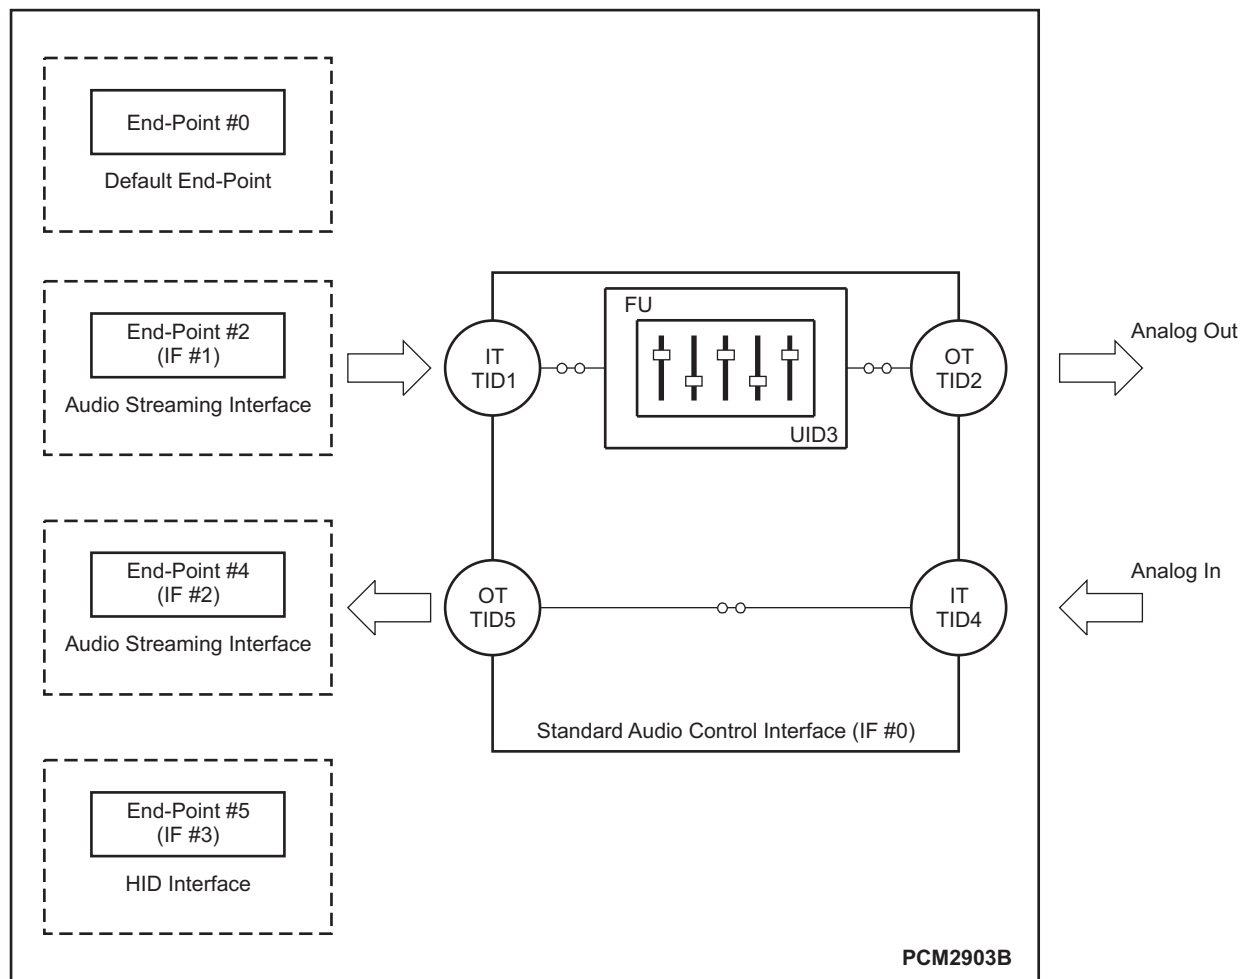 End-Point #0
Default End-Point
End-Point #2
(IF #1)
Audio Streaming Interface
IT
TID1
FU
UID3
OT
TID2
Analog Out
End-Point #4
(IF #2)
Audio Streaming Interface
OT
TID5
IT
TID4
Analog In
Standard Audio Control Interface (IF #0)
End-Point #5
(IF #3)
HID Interface
PCM2903B